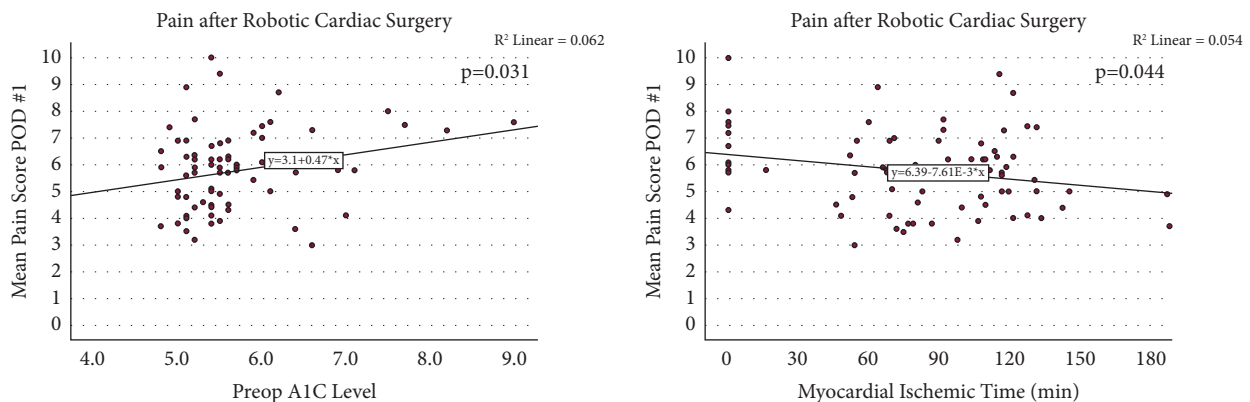 Pain after Robotic Cardiac Surgery
R² Linear = 0.062
p=0.031
Mean Pain Score POD #1
10
9
8
7
6
5
4
3
2
1
0
y=3.1+0.47*x
4.0 5.0 6.0 7.0 8.0 9.0
Preop A1C Level
Pain after Robotic Cardiac Surgery
R² Linear = 0.054
p=0.044
Mean Pain Score POD #1
10
9
8
7
6
5
4
3
2
1
0
y=6.39-7.61E-3*x
0 30 60 90 120 150 180
Myocardial Ischemic Time (min)